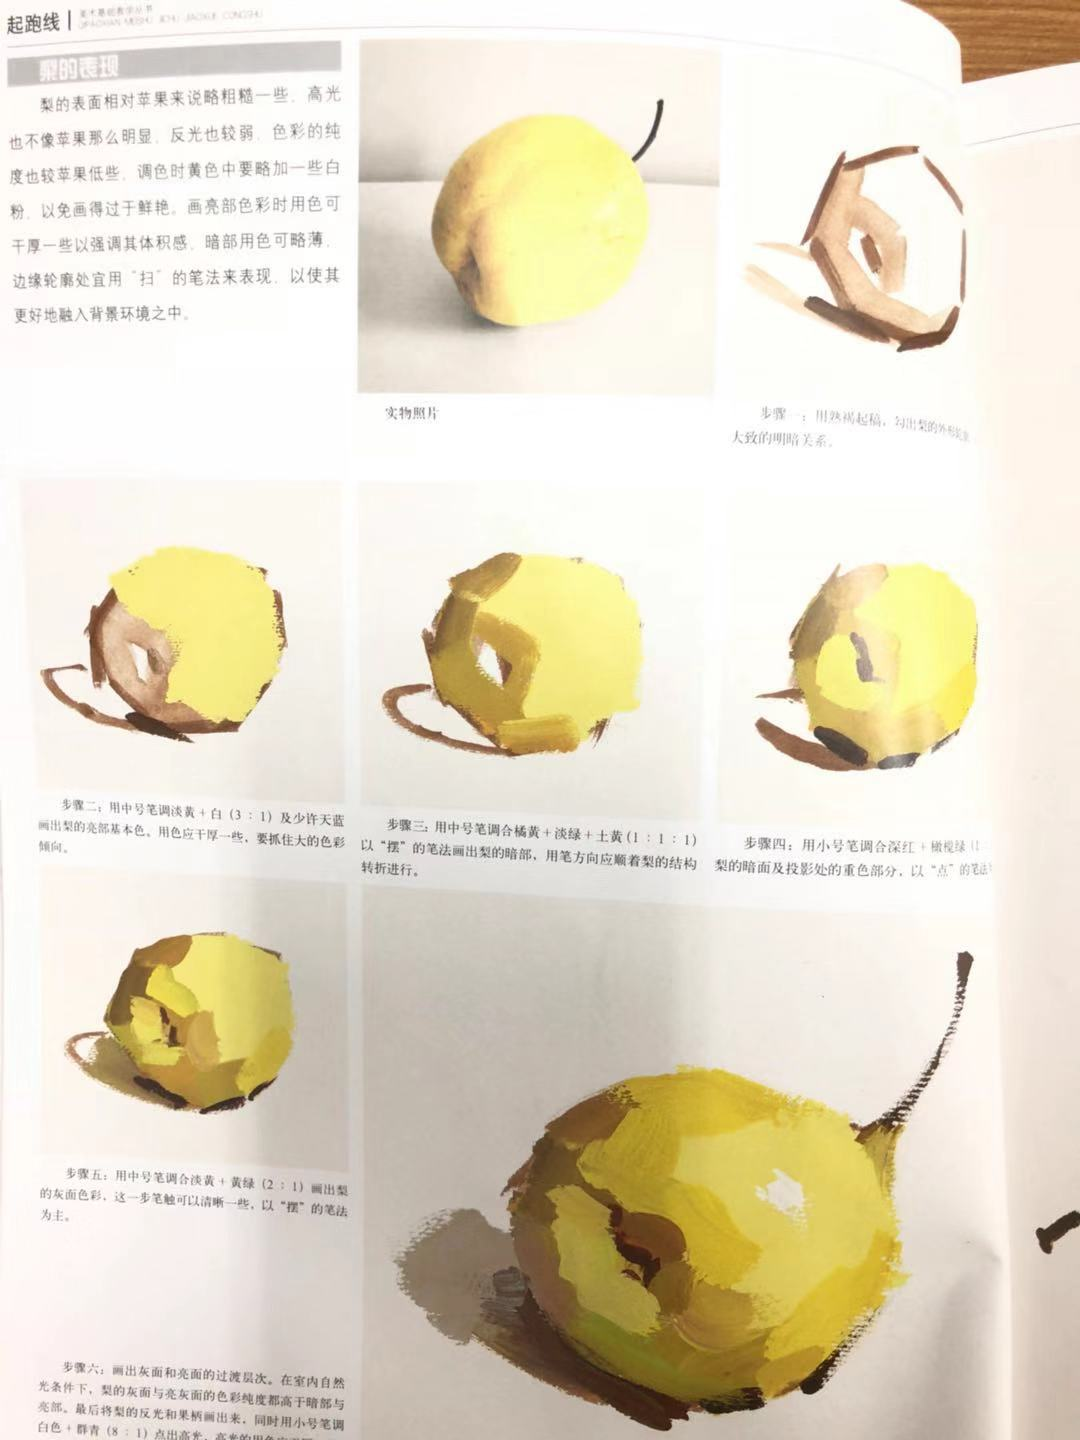 起跑线
美术基础教学丛书
QIPAOXIAN MEISHU JICHU JIAOXUE CONGSHU
梨的表现
梨的表面相对苹果来说略粗糙一些，高光
也不像苹果那么明显，反光也较弱，色彩的纯
度也较苹果低些，调色时黄色中要略加一些白
粉，以免画得过于鲜艳。画亮部色彩时用色可
干厚一些以强调其体积感，暗部用色可略薄，
边缘轮廓处宜用“扫”的笔法来表现，以使其
更好地融入背景环境之中。
实物照片
步骤一：用熟褐起稿，勾出梨的外形轮廓
大致的明暗关系。
步骤二：用中号笔调淡黄+白（3：1）及少许天蓝
画出梨的亮部基本色。用色应干厚一些，要抓住大的色彩
倾向。
步骤三：用中号笔调合橘黄+淡绿+土黄(1：1：1)
以“摆”的笔法画出梨的暗部，用笔方向应顺着梨的结构
转折进行。
步骤四：用小号笔调合深红+橄榄绿（1：
梨的暗面及投影处的重色部分，以“点”的笔法
步骤五：用中号笔调合淡黄+黄绿（2：1）画出梨
的灰面色彩，这一步笔触可以清晰一些，以“摆”的笔法
为主。
步骤六：画出灰面和亮面的过渡层次。在室内自然
光条件下，梨的灰面与亮灰面的色彩纯度都高于暗部与
亮部。最后将梨的反光和果柄画出来，同时用小号笔调
白色+群青（8：1）点出高光，高光的用色